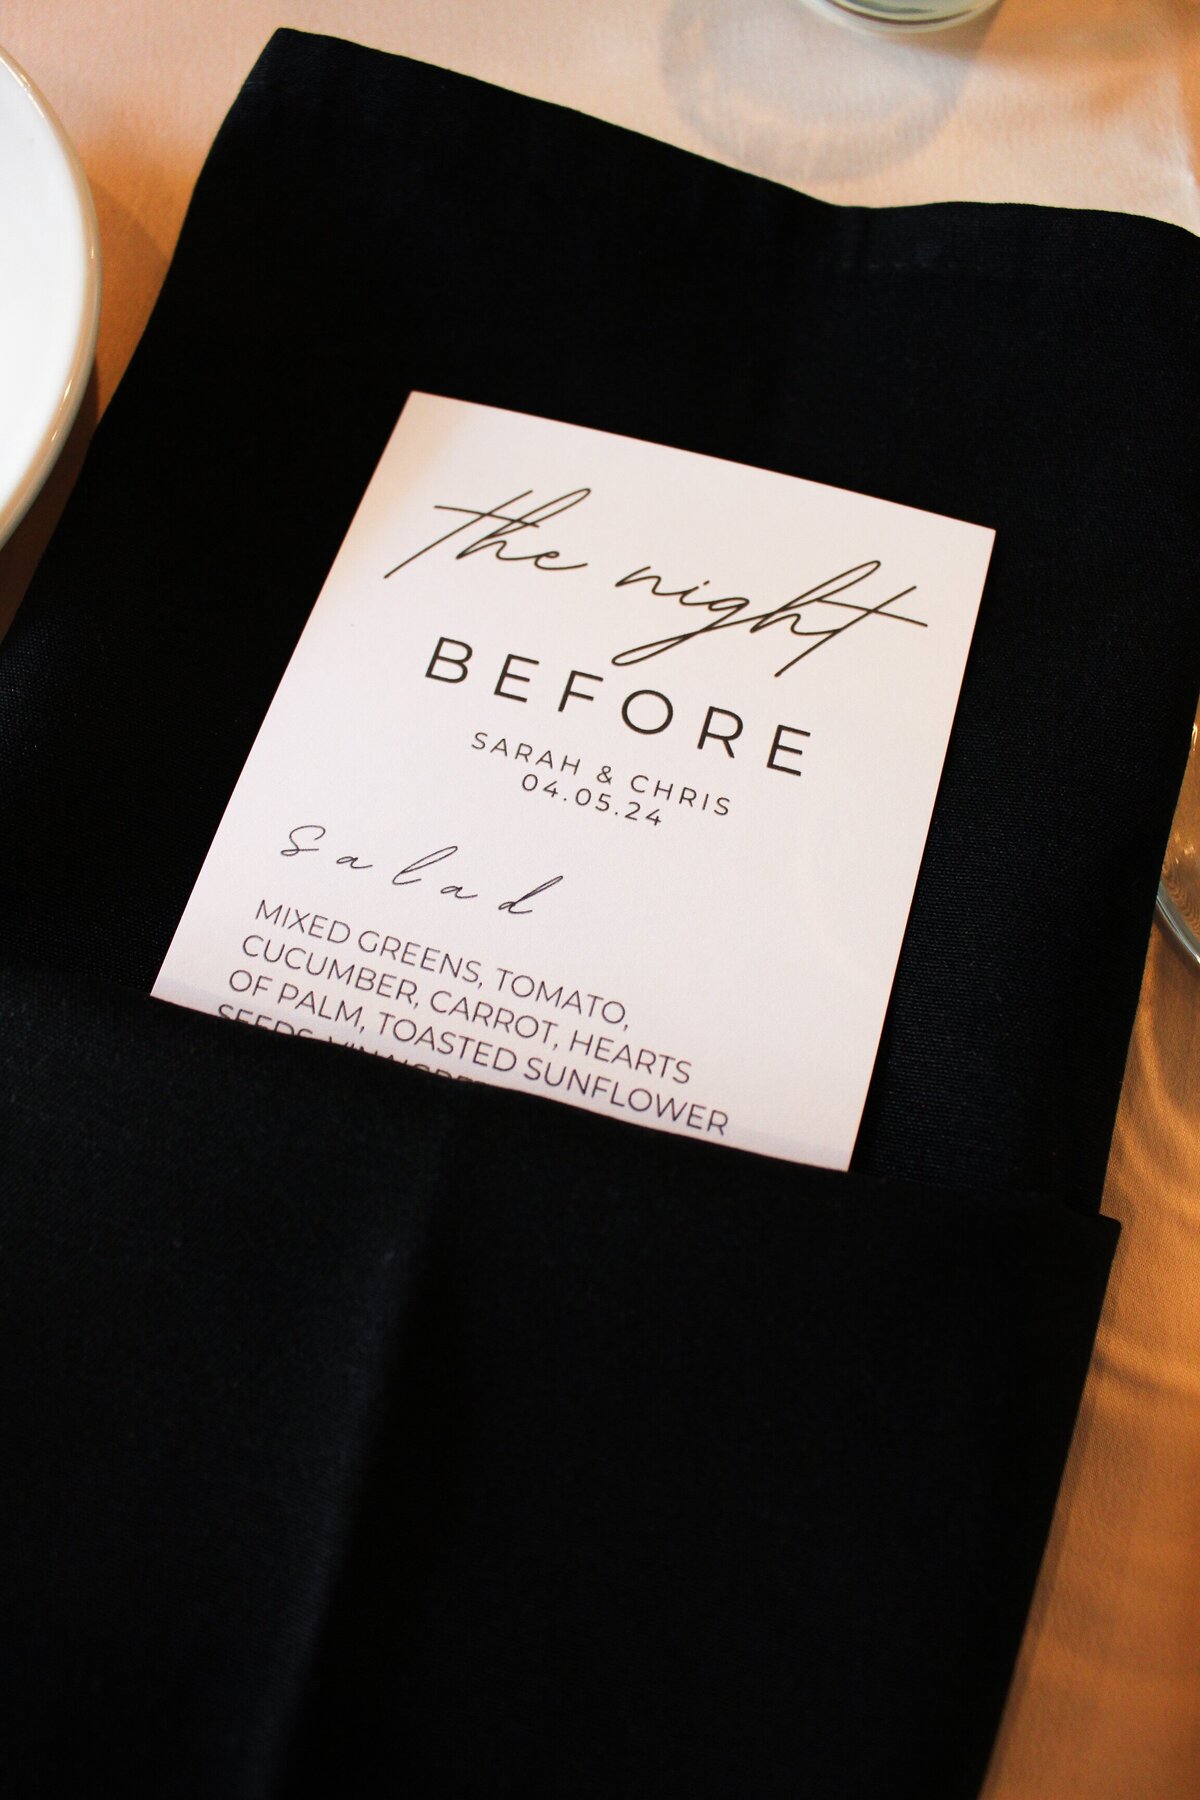 the night
BEFORE
SARAH & CHRIS
04.05.24
Salad
MIXED GREENS, TOMATO,
CUCUMBER, CARROT, HEARTS
OF PALM, TOASTED SUNFLOWER
SEEDS,